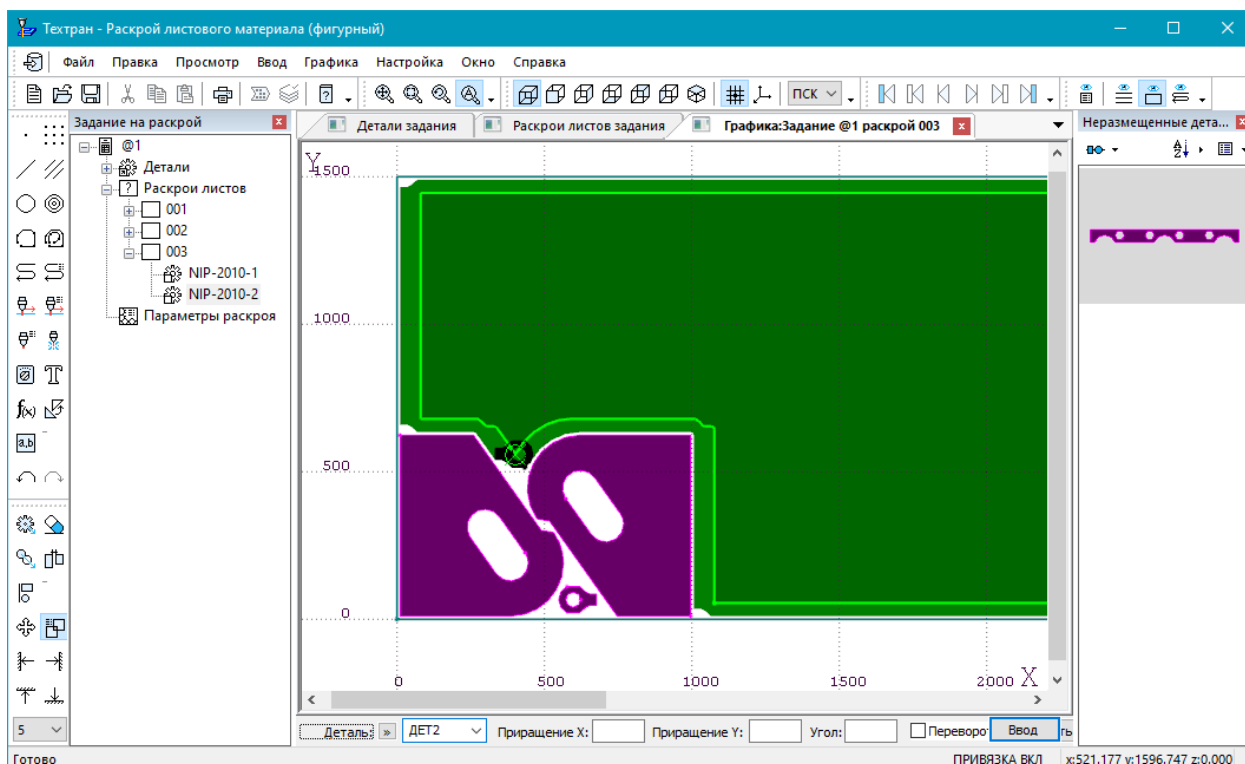 Техтран - Раскрой листового материала (фигурный)
Файл Правка Просмотр Ввод Графика Настройка Окно Справка
ПСК
Задание на раскрой
Детали задания Раскрои листов задания Графика:Задание @1 раскрой 003
Неразмещенные дета...
@1
Детали
Раскрои листов
001
002
003
NIP-2010-1
NIP-2010-2
Параметры раскроя
f(x)
a,b
Y
1500
1000
500
0
0 500 1000 1500 2000 X
5
Деталь: » ДЕТ2 Приращение X: Приращение Y: Угол: Переворо Ввод ть
Готово ПРИВЯЗКА ВКЛ x:521.177 y:1596.747 z:0.000